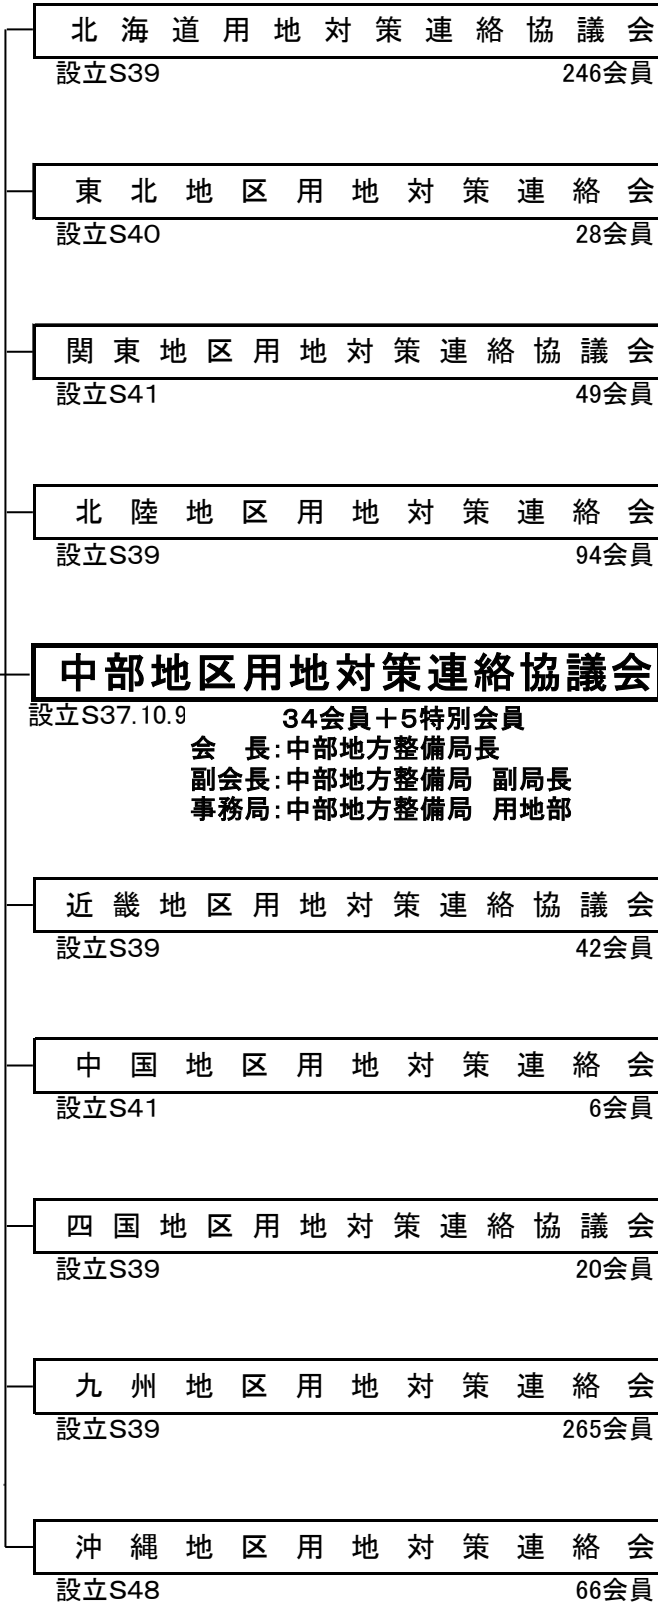 北海道用地対策連絡協議会
設立S39 246会員
東北地区用地対策連絡会
設立S40 28会員
関東地区用地対策連絡協議会
設立S41 49会員
北陸地区用地対策連絡会
設立S39 94会員
中部地区用地対策連絡協議会
設立S37.10.9 34会員＋5特別会員
会　長：中部地方整備局長
副会長：中部地方整備局　副局長
事務局：中部地方整備局　用地部
近畿地区用地対策連絡協議会
設立S39 42会員
中国地区用地対策連絡会
設立S41 6会員
四国地区用地対策連絡協議会
設立S39 20会員
九州地区用地対策連絡会
設立S39 265会員
沖縄地区用地対策連絡会
設立S48 66会員